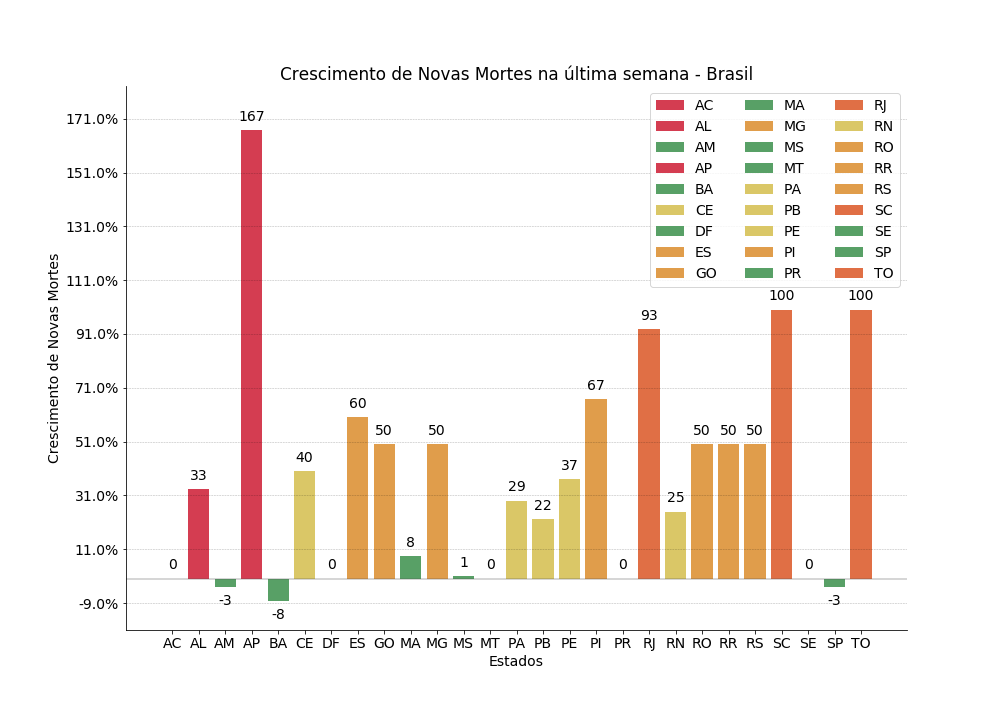 Crescimento de Novas Mortes na última semana - Brasil
Crescimento de Novas Mortes
171.0%
151.0%
131.0%
111.0%
91.0%
71.0%
51.0%
31.0%
11.0%
-9.0%
AC MA RJ
AL MG RN
AM MS RO
AP MT RR
BA PA RS
CE PB SC
DF PE SE
ES PI SP
GO PR TO
0 33 -3 167 -8 40 0 60 50 8 50 1 0 29 22 37 67 0 93 25 50 50 50 100 0 -3 100
AC AL AM AP BA CE DF ES GO MA MG MS MT PA PB PE PI PR RJ RN RO RR RS SC SE SP TO
Estados